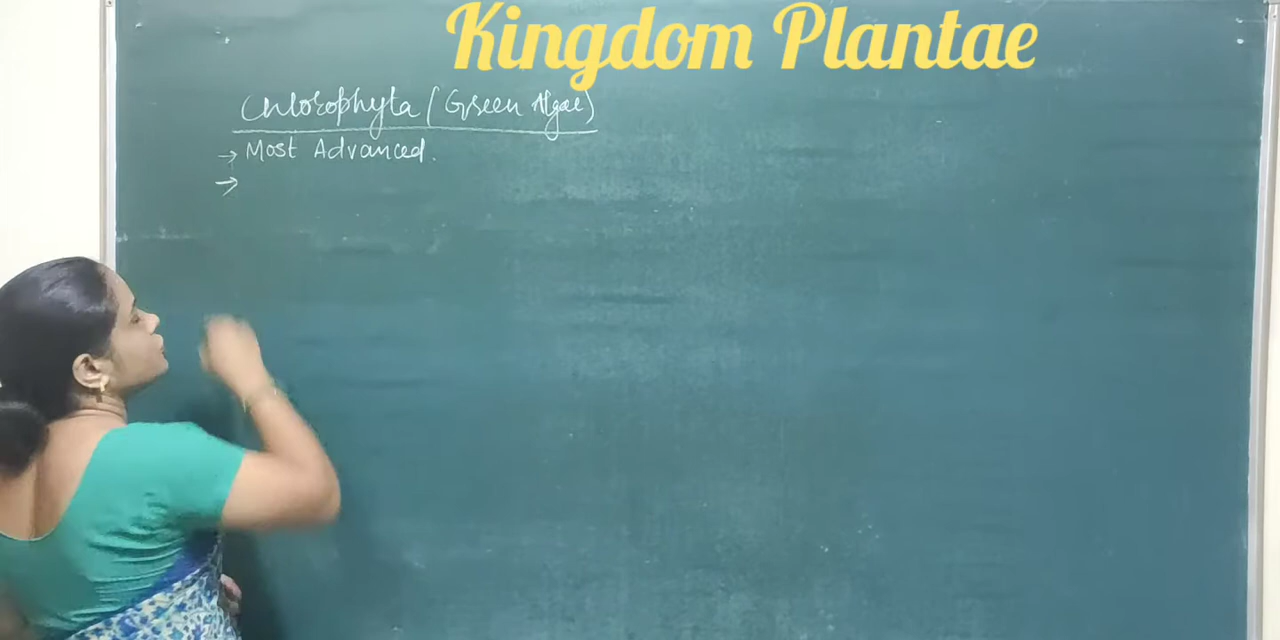 Kingdom Plantae
Chlorophyta (Green Algae)
→ Most Advanced.
→